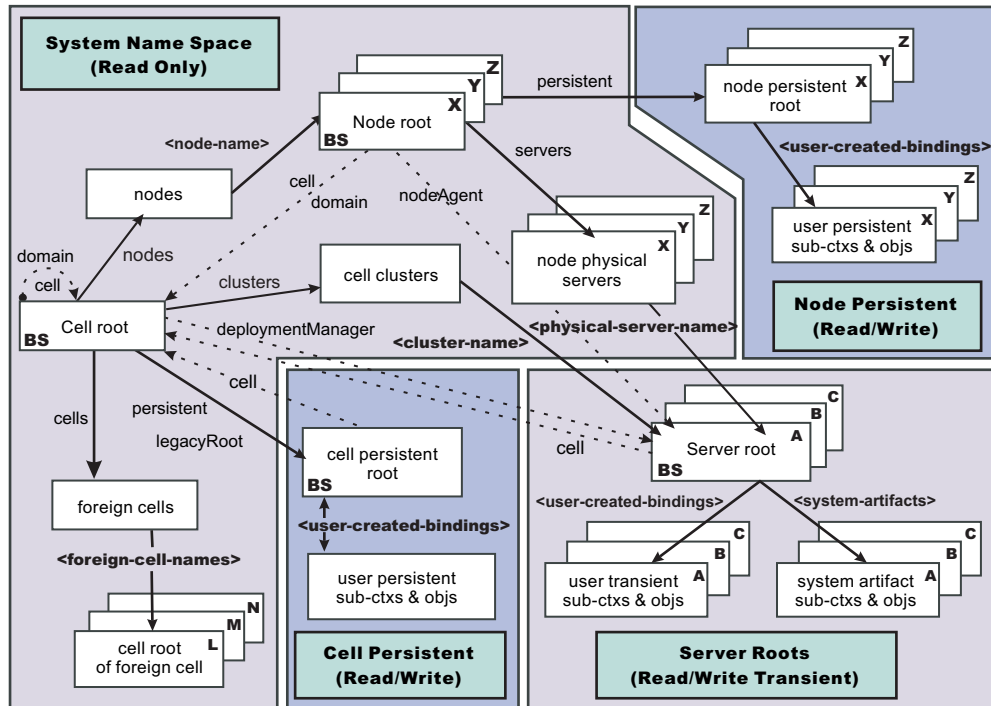 System Name Space
(Read Only)
Z
Y
X
Node root
BS
persistent
Z
Y
X
node persistent
root
<node-name>
servers
<user-created-bindings>
cell
domain
nodeAgent
nodes
Z
Y
X
user persistent
sub-ctxs & objs
Z
Y
X
node physical
servers
nodes
domain
cell
clusters
cell clusters
Cell root
BS
deploymentManager
<cluster-name>
<physical-server-name>
Node Persistent
(Read/Write)
cell
cells
persistent
legacyRoot
cell
C
B
A
Server root
BS
cell persistent
root
BS
foreign cells
<user-created-bindings>
<user-created-bindings>
<system-artifacts>
<foreign-cell-names>
user persistent
sub-ctxs & objs
C
B
A
user transient
sub-ctxs & objs
C
B
A
system artifact
sub-ctxs & objs
N
M
L
cell root
of foreign cell
Cell Persistent
(Read/Write)
Server Roots
(Read/Write Transient)